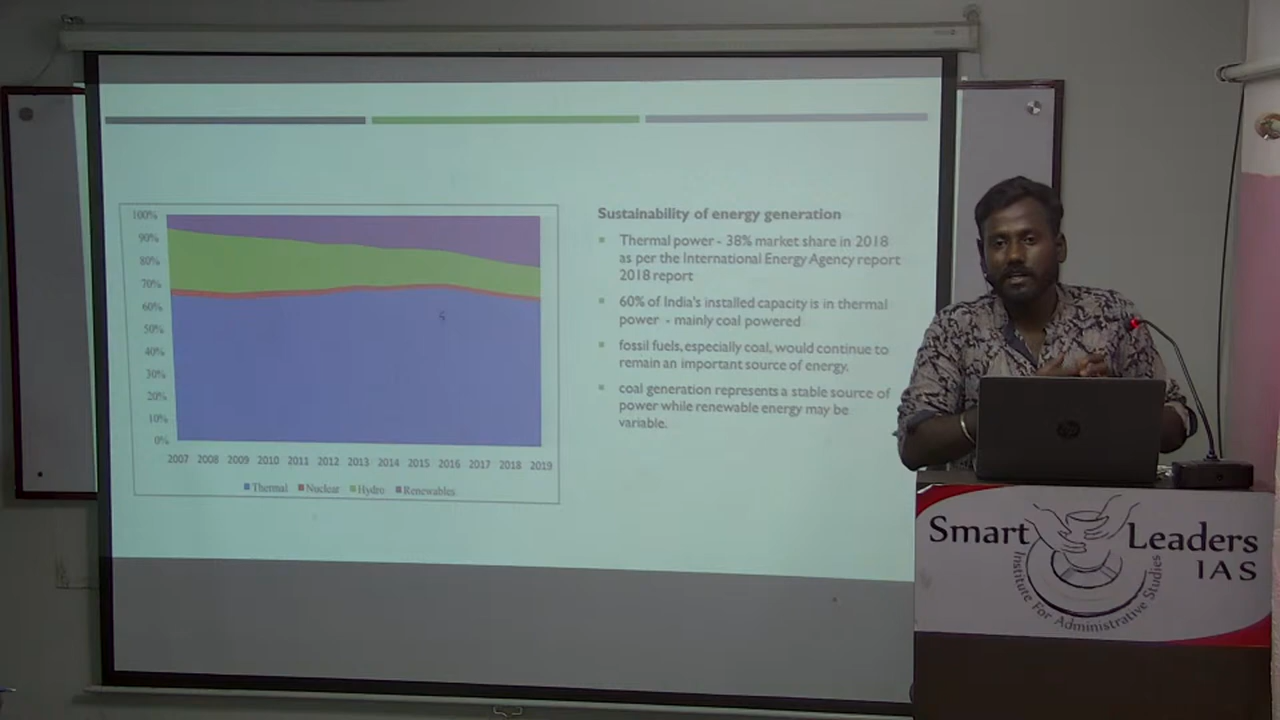 100%
90%
80%
70%
60%
50%
40%
30%
20%
10%
0%
2007 2008 2009 2010 2011 2012 2013 2014 2015 2016 2017 2018 2019
Thermal Nuclear Hydro Renewables
Sustainability of energy generation
Thermal power - 38% market share in 2018
as per the International Energy Agency report
2018 report
60% of India's installed capacity is in thermal
power - mainly coal powered
fossil fuels, especially coal, would continue to
remain an important source of energy.
coal generation represents a stable source of
power while renewable energy may be
variable.
hp
Smart Leaders
IAS
Institute For Administrative Studies